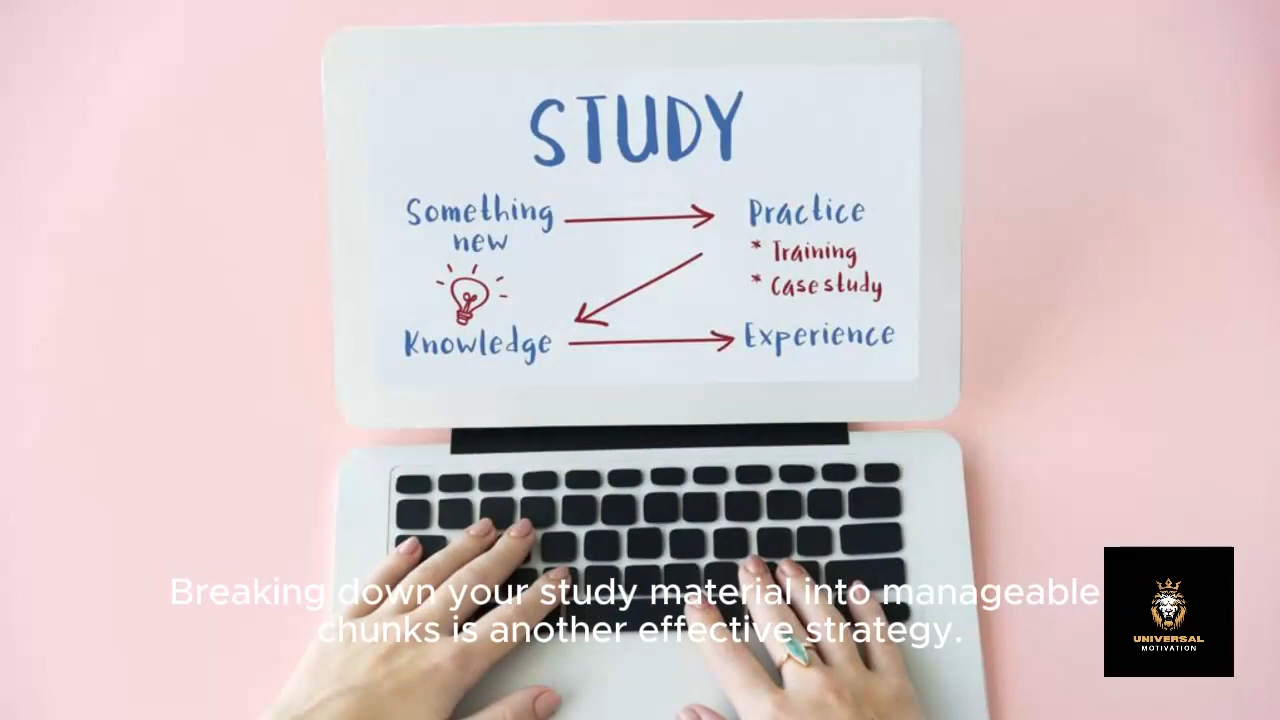 STUDY
Something
new
Practice
* Training
* Case study
Knowledge
Experience
Breaking down your study material into manageable
chunks is another effective strategy.
UNIVERSAL
MOTIVATION